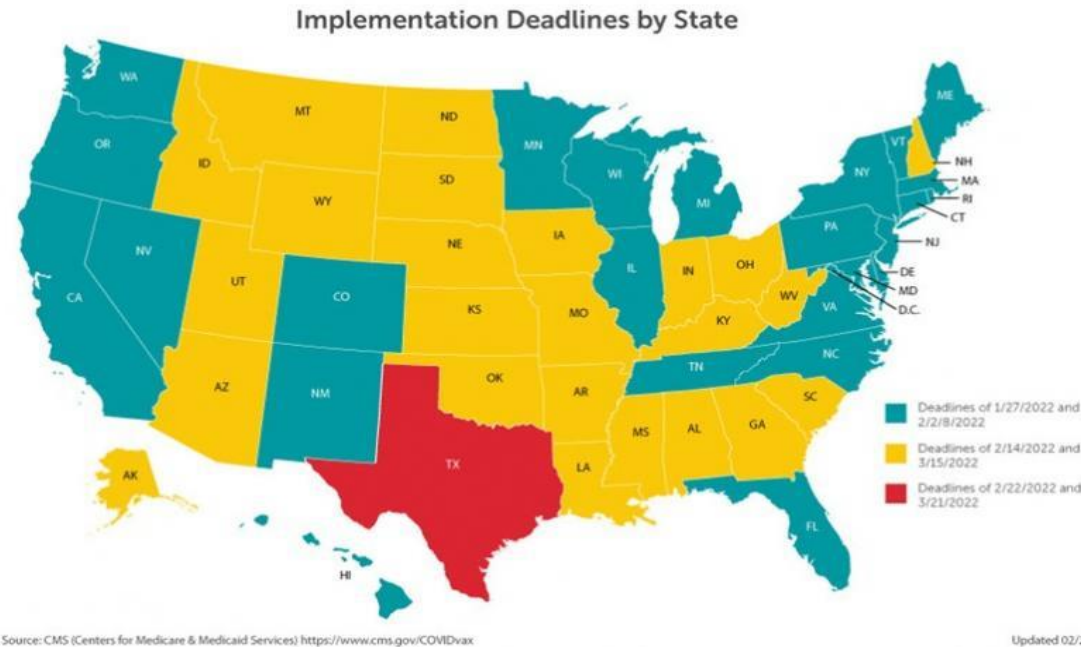 Implementation Deadlines by State
WA
MT
ND
MN
ME
OR
ID
SD
WI
MI
NY
VT
NH
MA
RI
CT
WY
IA
NE
PA
NJ
NV
UT
CO
IL
IN
OH
DE
MD
D.C.
WV
VA
CA
KS
MO
KY
NC
TN
AZ
NM
OK
AR
SC
MS
AL
GA
TX
LA
AK
FL
HI
Deadlines of 1/27/2022 and
2/2/8/2022
Deadlines of 2/14/2022 and
3/15/2022
Deadlines of 2/22/2022 and
3/21/2022
Source: CMS (Centers for Medicare & Medicaid Services) https://www.cms.gov/COVIDvax
Updated 02/